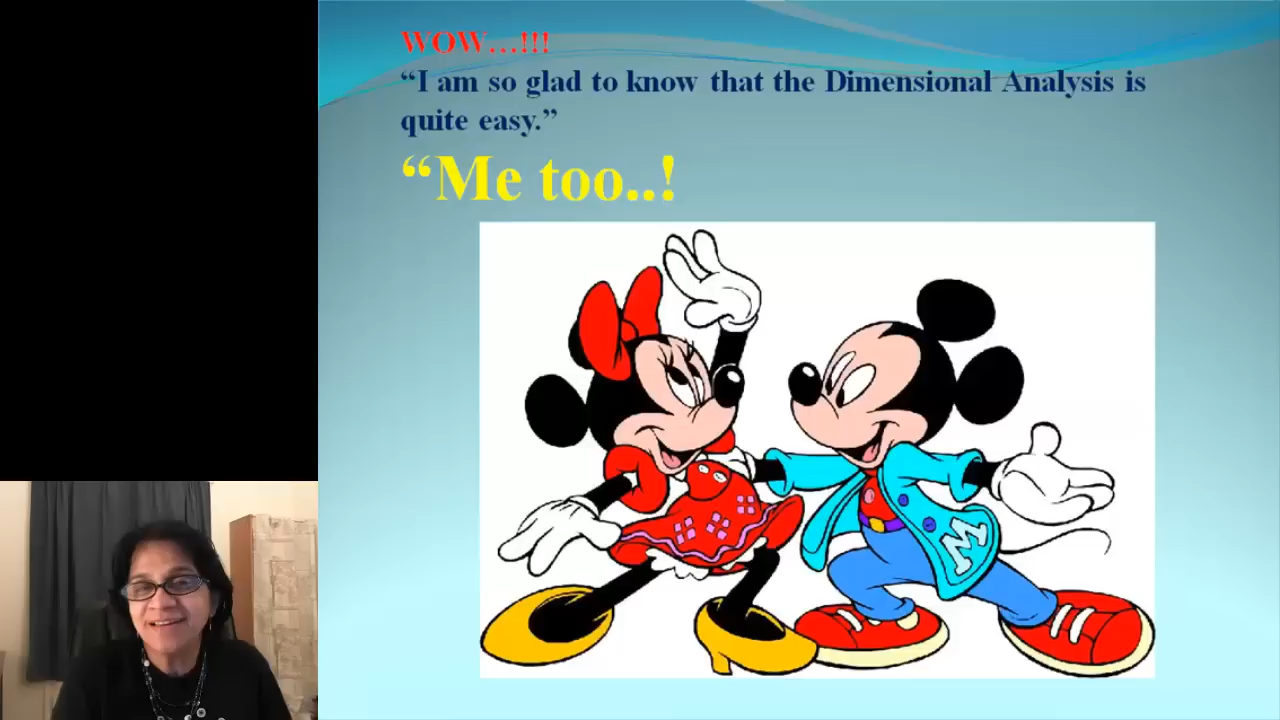 WOW...!!!
“I am so glad to know that the Dimensional Analysis is
quite easy.”
“Me too..!
M